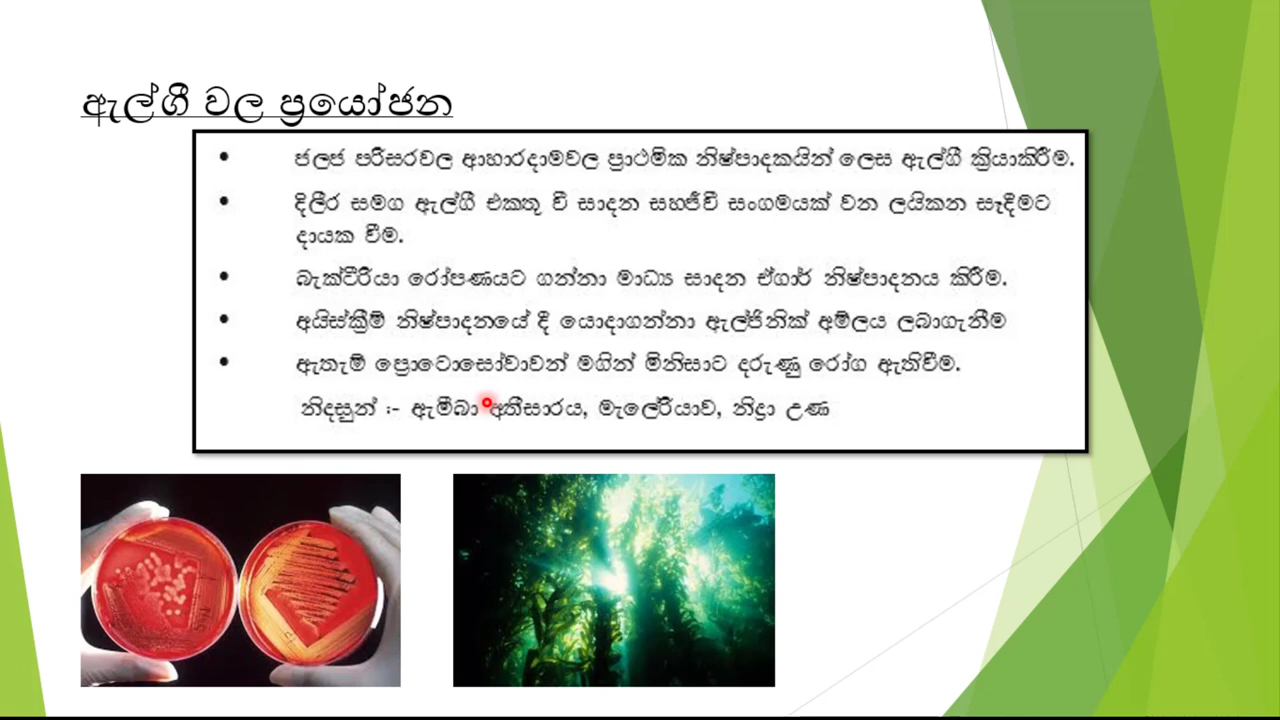 ඇල්ගී වල ප්‍රයෝජන
• ජලජ පරිසරවල ආහාරදාමවල ප්‍රාථමික නිෂ්පාදකයින් ලෙස ඇල්ගී ක්‍රියාකිරීම.
• දිලීර සමග ඇල්ගී එකතු වී සාදන සහජීවී සංගමයක් වන ලයිකන සෑදීමට
දායක වීම.
• බැක්ටීරියා රෝපණයට ගන්නා මාධ්‍ය සාදන ඒගාර් නිෂ්පාදනය කිරීම.
• අයිස්ක්‍රීම් නිෂ්පාදනයේ දී යොදාගන්නා ඇල්ජිනික් අම්ලය ලබාගැනීම
• ඇතැම් ප්‍රොටොසෝවාවන් මගින් මිනිසාට දරුණු රෝග ඇතිවීම.
නිදසුන් :- ඇමීබා අතීසාරය, මැලේරියාව, නිද්‍රා උණ